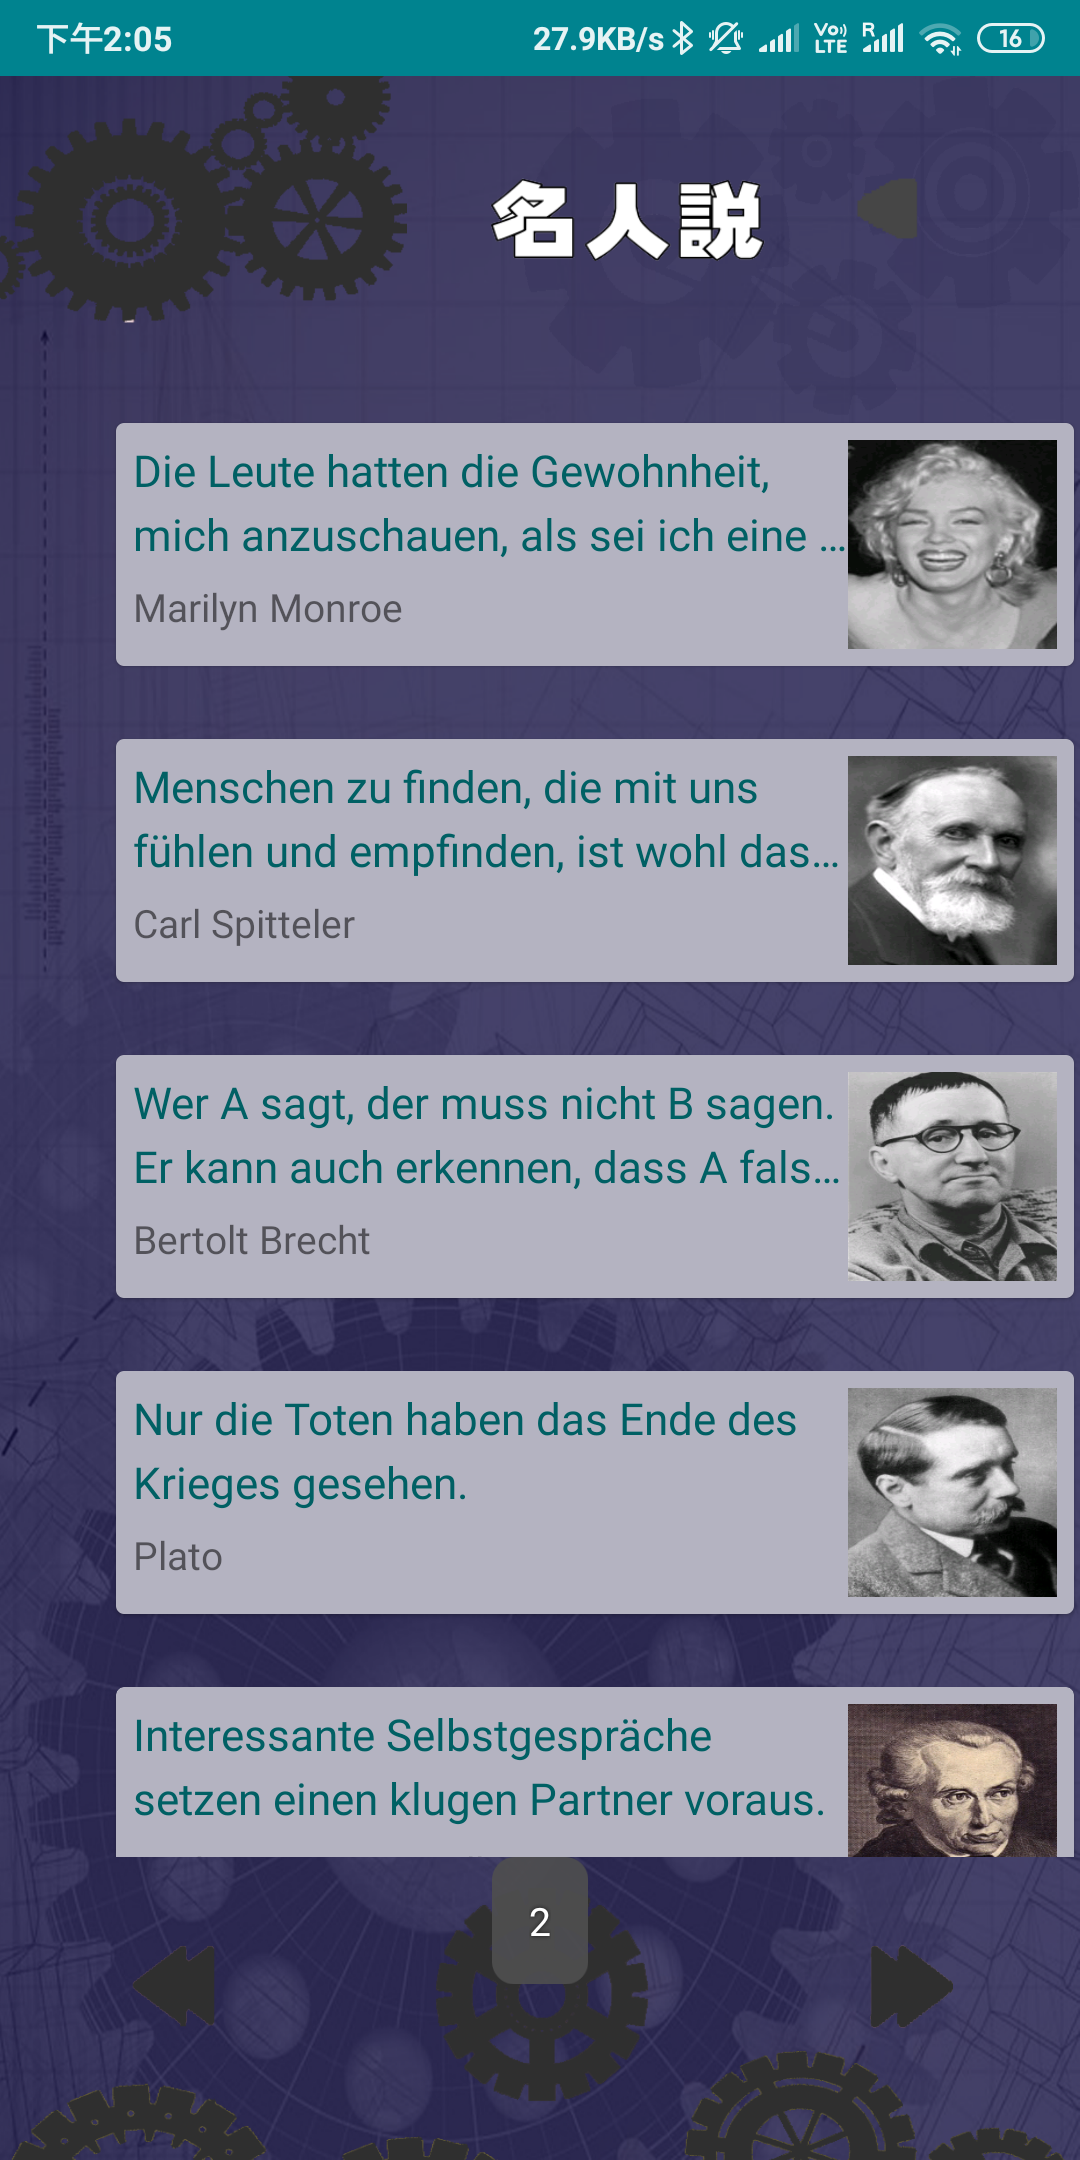 下午2:05
27.9KB/s
Vo))
LTE
R
16
名人説
Die Leute hatten die Gewohnheit,
mich anzuschauen, als sei ich eine ...
Marilyn Monroe
Menschen zu finden, die mit uns
fühlen und empfinden, ist wohl das...
Carl Spitteler
Wer A sagt, der muss nicht B sagen.
Er kann auch erkennen, dass A fals...
Bertolt Brecht
Nur die Toten haben das Ende des
Krieges gesehen.
Plato
Interessante Selbstgespräche
setzen einen klugen Partner voraus.
2